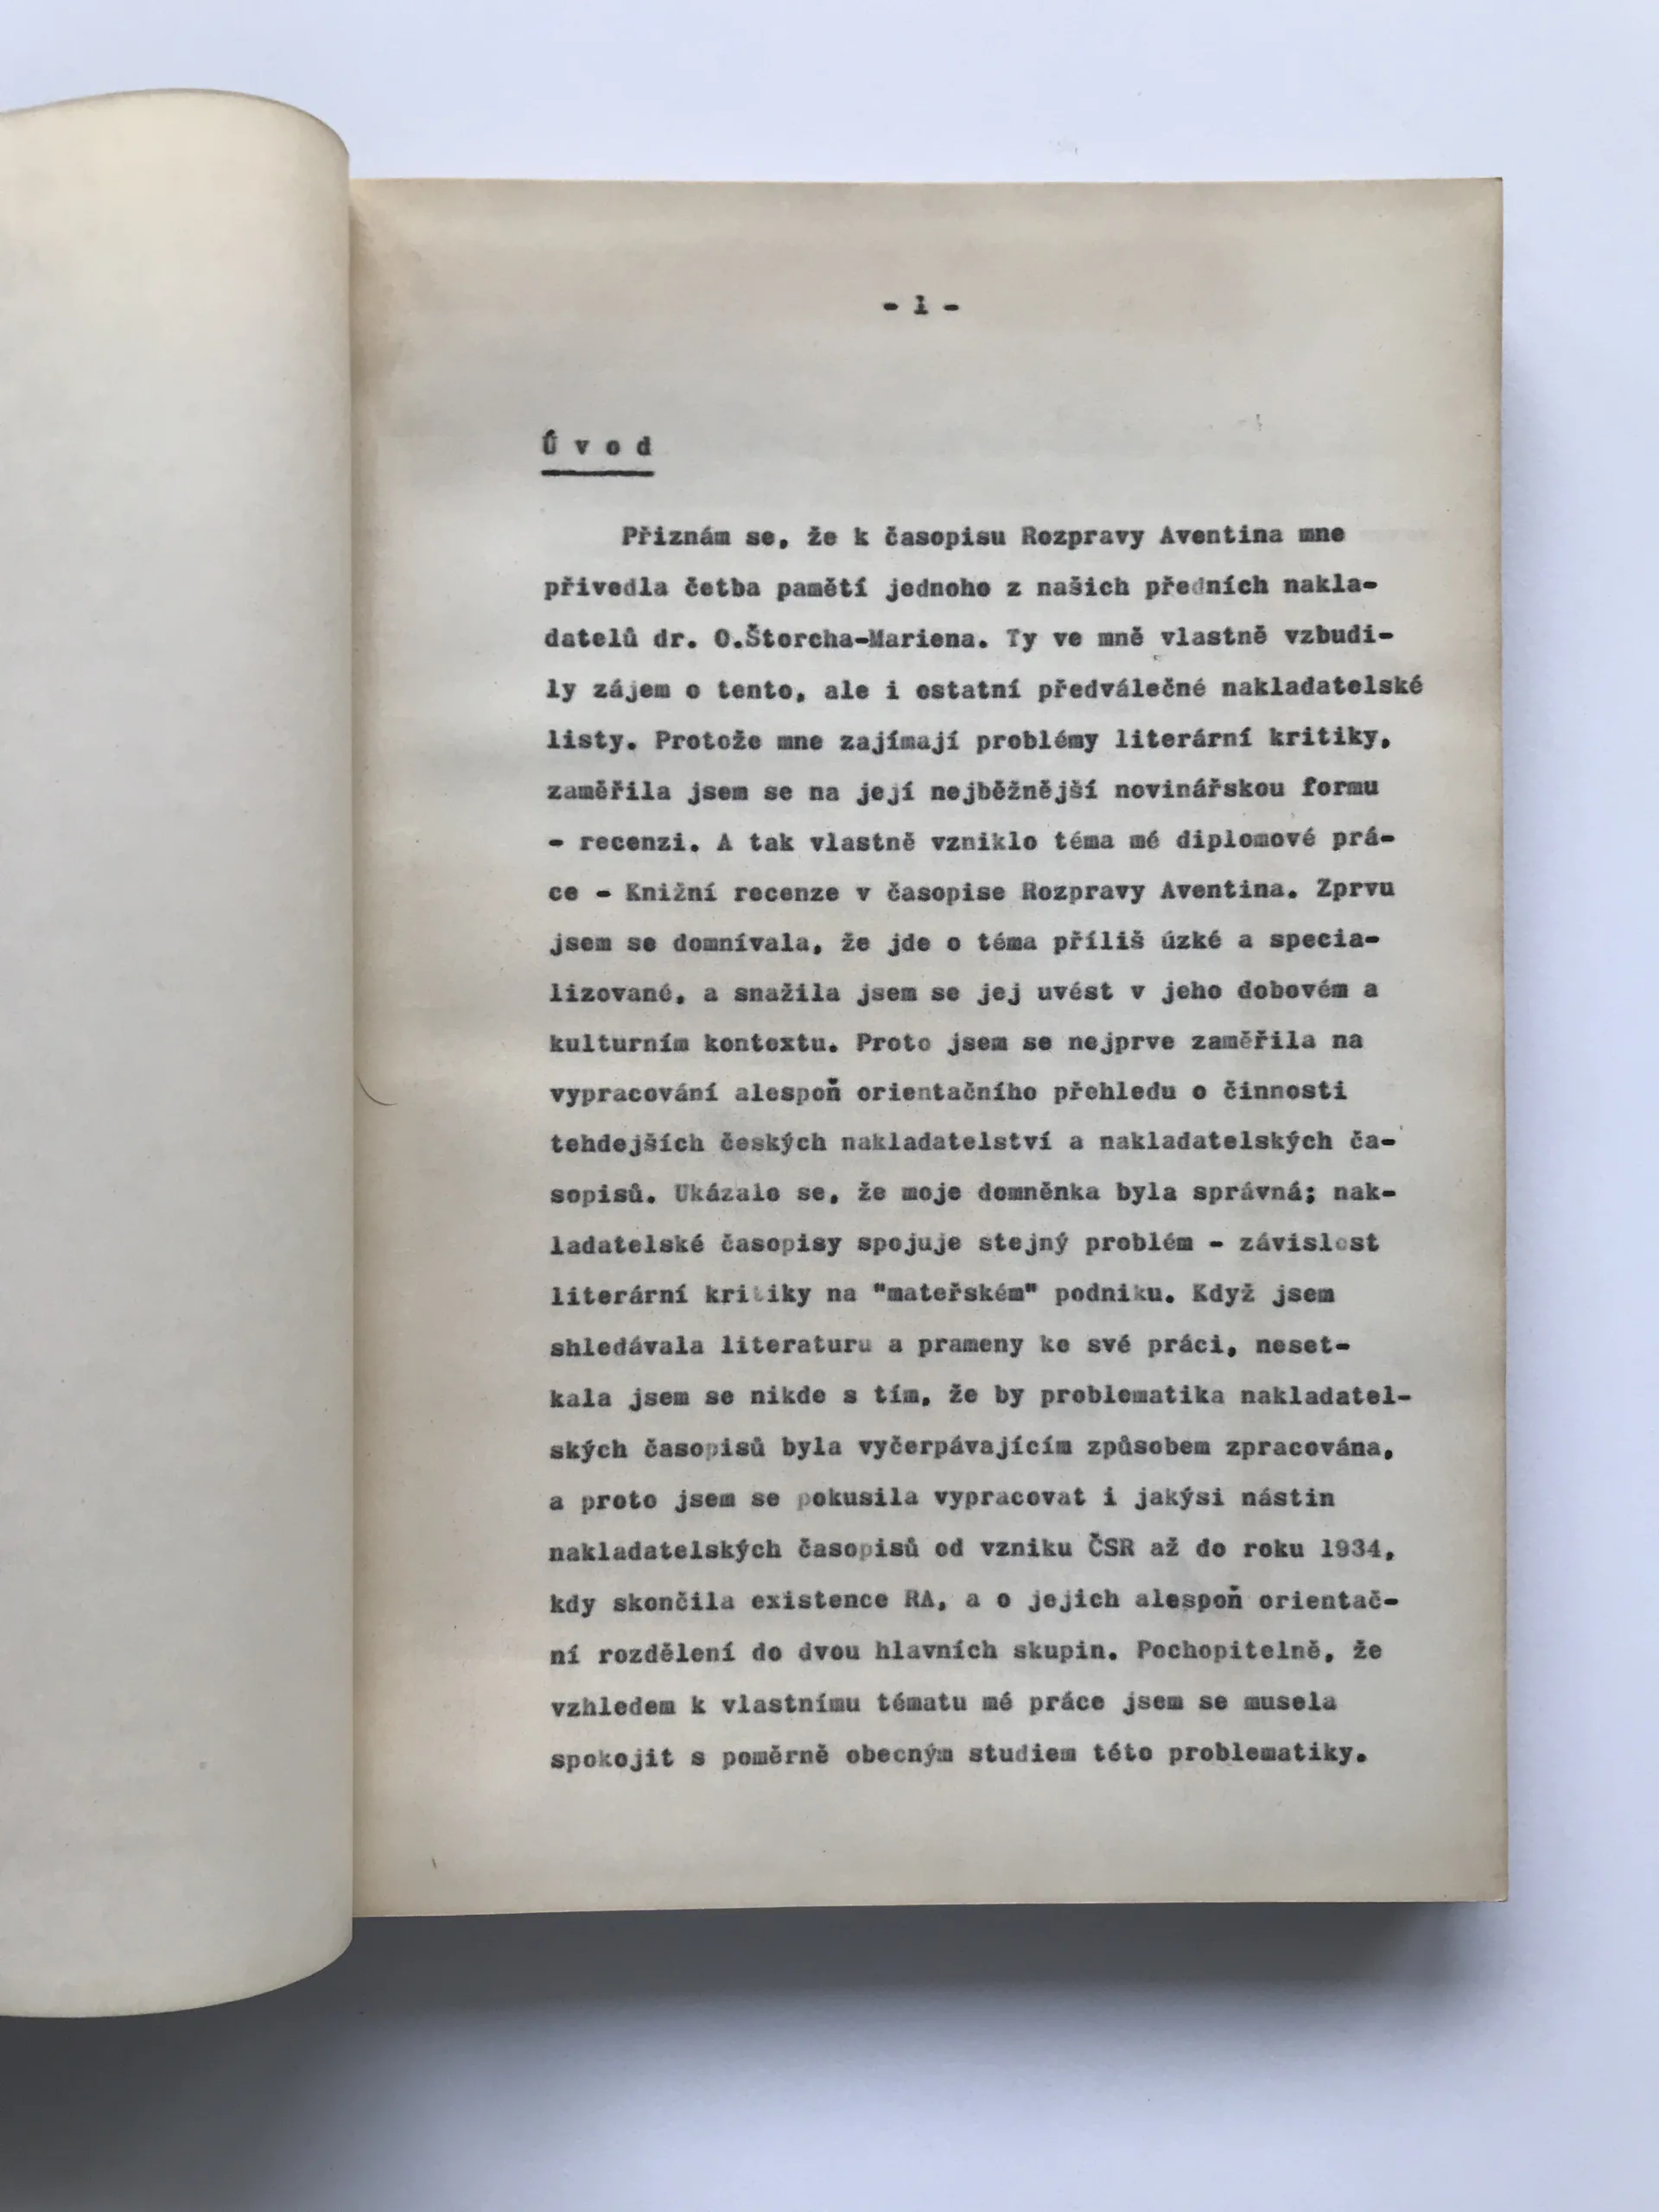 - 1 -
Ú v o d
Přiznám se, že k časopisu Rozpravy Aventina mne
přivedla četba pamětí jednoho z našich předních nakla-
datelů dr. O.Štorcha-Mariena. Ty ve mně vlastně vzbudi-
ly zájem o tento, ale i ostatní předválečné nakladatelské
listy. Protože mne zajímají problémy literární kritiky,
zaměřila jsem se na její nejběžnější novinářskou formu
- recenzi. A tak vlastně vzniklo téma mé diplomové prá-
ce - Knižní recenze v časopise Rozpravy Aventina. Zprvu
jsem se domnívala, že jde o téma příliš úzké a specia-
lizované, a snažila jsem se jej uvést v jeho dobovém a
kulturním kontextu. Proto jsem se nejprve zaměřila na
vypracování alespoň orientačního přehledu o činnosti
tehdejších českých nakladatelství a nakladatelských ča-
sopisů. Ukázalo se, že moje domněnka byla správná; nak-
ladatelské časopisy spojuje stejný problém - závislost
literární kritiky na "mateřském" podniku. Když jsem
shledávala literaturu a prameny ke své práci, neset-
kala jsem se nikde s tím, že by problematika nakladatel-
ských časopisů byla vyčerpávajícím způsobem zpracována,
a proto jsem se pokusila vypracovat i jakýsi nástin
nakladatelských časopisů od vzniku ČSR až do roku 1934,
kdy skončila existence RA, a o jejich alespoň orientač-
ní rozdělení do dvou hlavních skupin. Pochopitelně, že
vzhledem k vlastnímu tématu mé práce jsem se musela
spokojit s poměrně obecným studiem této problematiky.